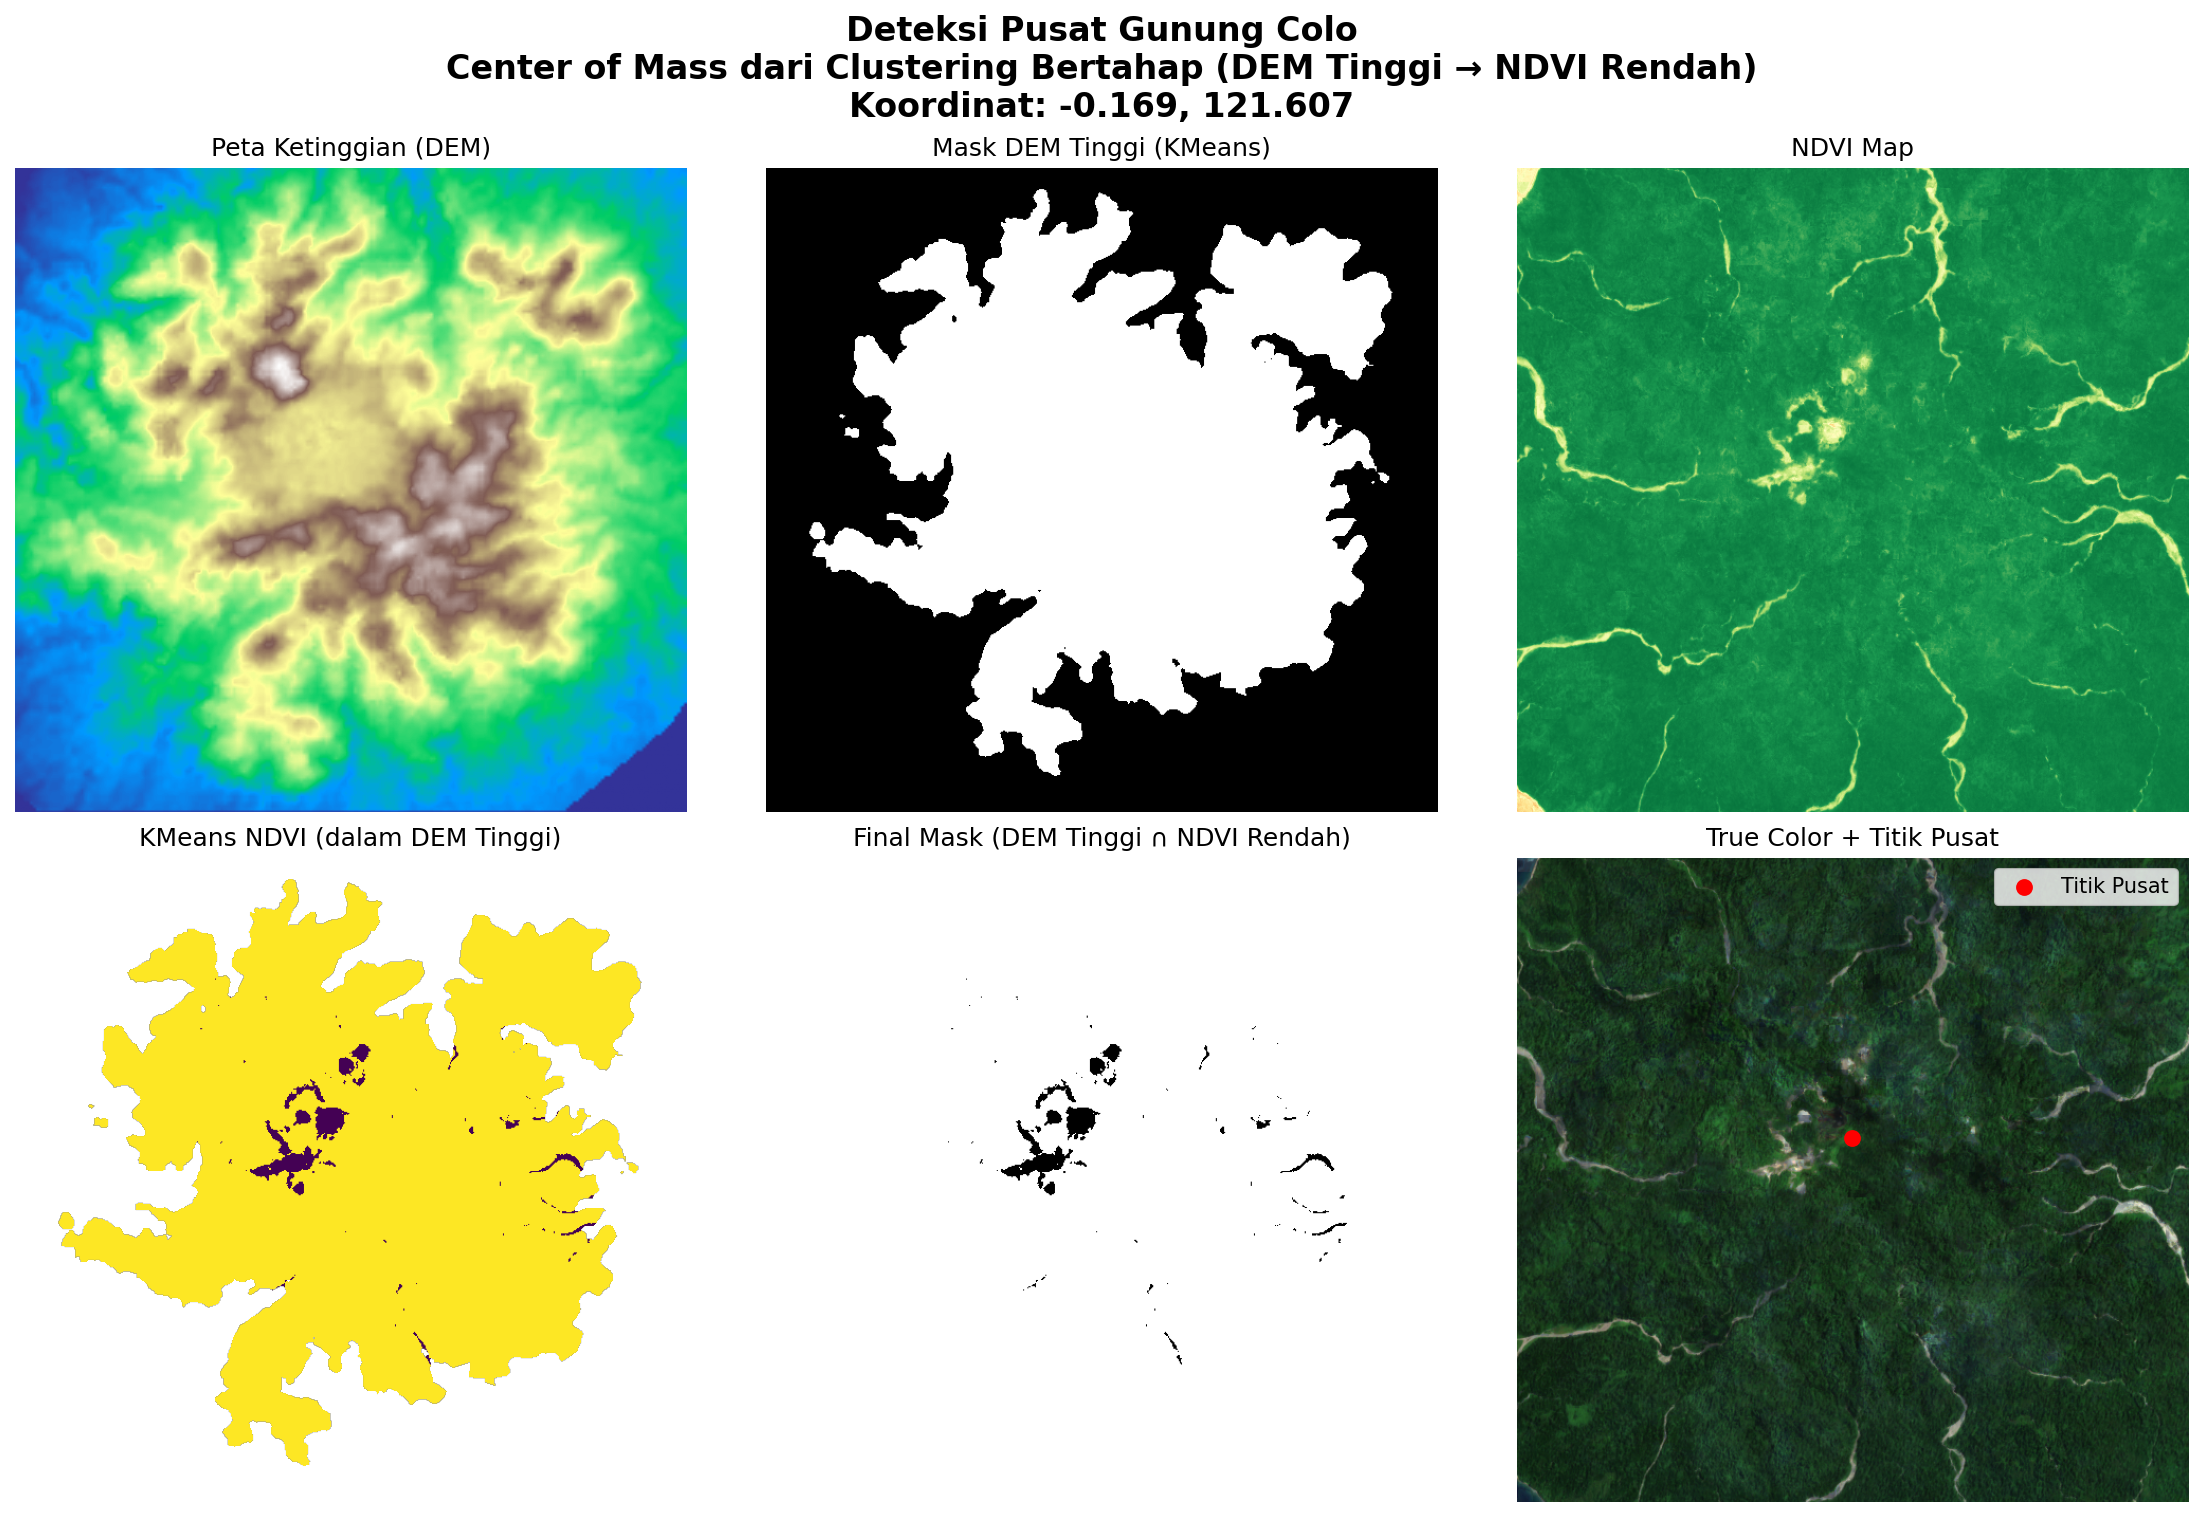 Deteksi Pusat Gunung Colo
Center of Mass dari Clustering Bertahap (DEM Tinggi → NDVI Rendah)
Koordinat: -0.169, 121.607
Peta Ketinggian (DEM)
Mask DEM Tinggi (KMeans)
NDVI Map
KMeans NDVI (dalam DEM Tinggi)
Final Mask (DEM Tinggi ∩ NDVI Rendah)
True Color + Titik Pusat
Titik Pusat